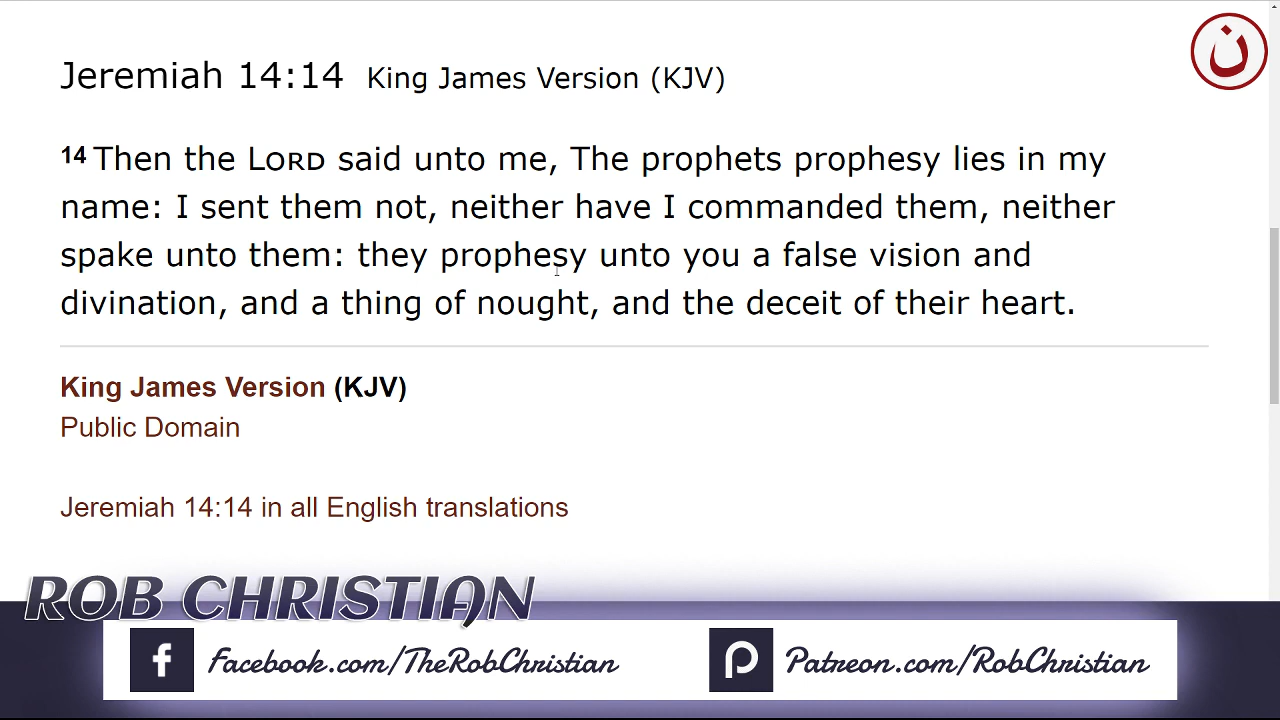 Jeremiah 14:14 King James Version (KJV)
ن
14 Then the LORD said unto me, The prophets prophesy lies in my
name: I sent them not, neither have I commanded them, neither
spake unto them: they prophesy unto you a false vision and
divination, and a thing of nought, and the deceit of their heart.
King James Version (KJV)
Public Domain
Jeremiah 14:14 in all English translations
ROB CHRISTIAN
f Facebook.com/TheRobChristian
Patreon.com/RobChristian